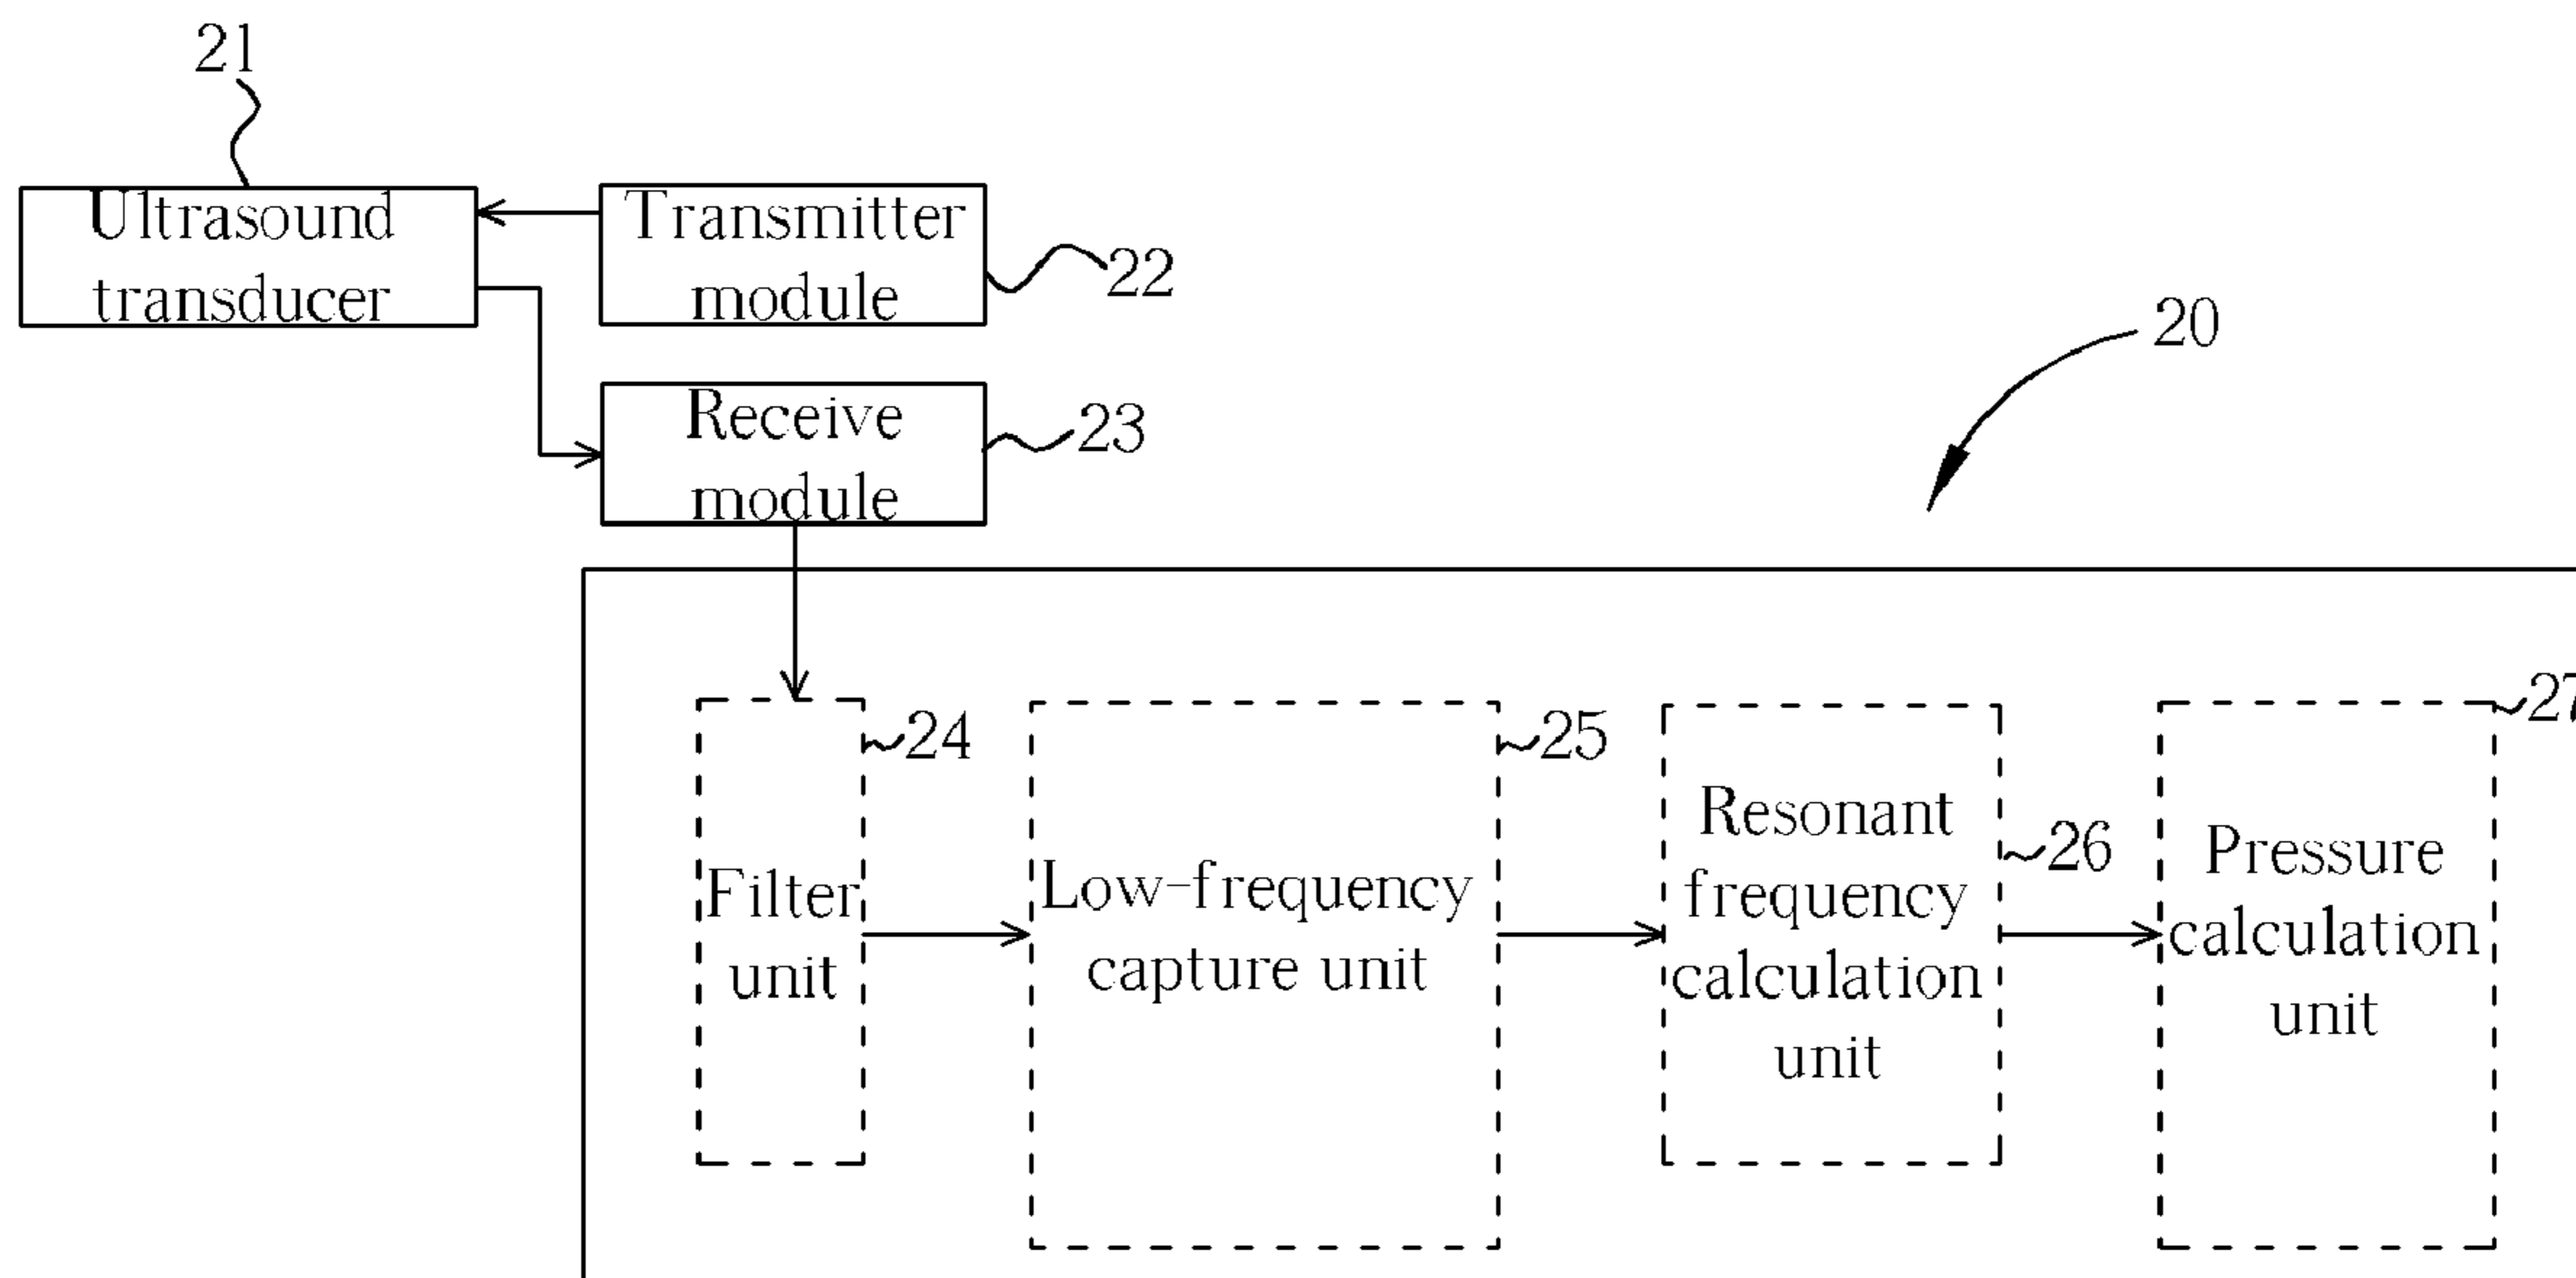 21
Ultrasound
transducer
Transmitter
module
22
20
Receive
module
23
24
Filter
unit
25
Low-frequency
capture unit
Resonant
frequency
calculation
unit
26
27
Pressure
calculation
unit